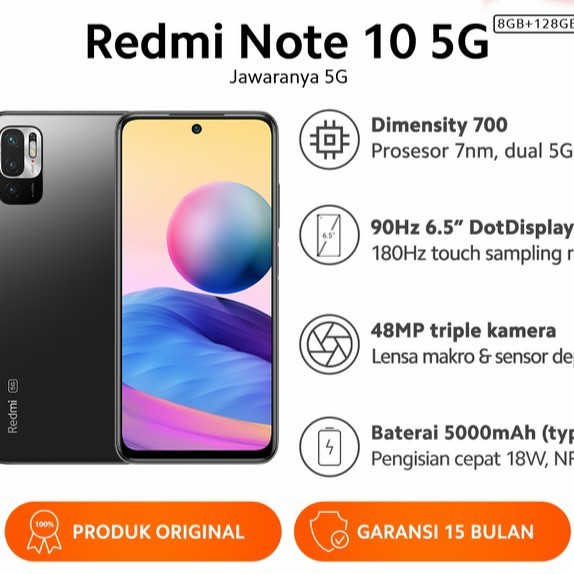 Redmi Note 10 5G
8GB+128GB
Jawaranya 5G
Dimensity 700
Prosesor 7nm, dual 5G
90Hz 6.5” DotDisplay
6.5"
180Hz touch sampling
48MP triple kamera
Lensa makro & sensor
Baterai 5000mAh
Pengisian cepat 18W,
Redmi 5G
100%
PRODUK ORIGINAL
GARANSI 15 BULAN